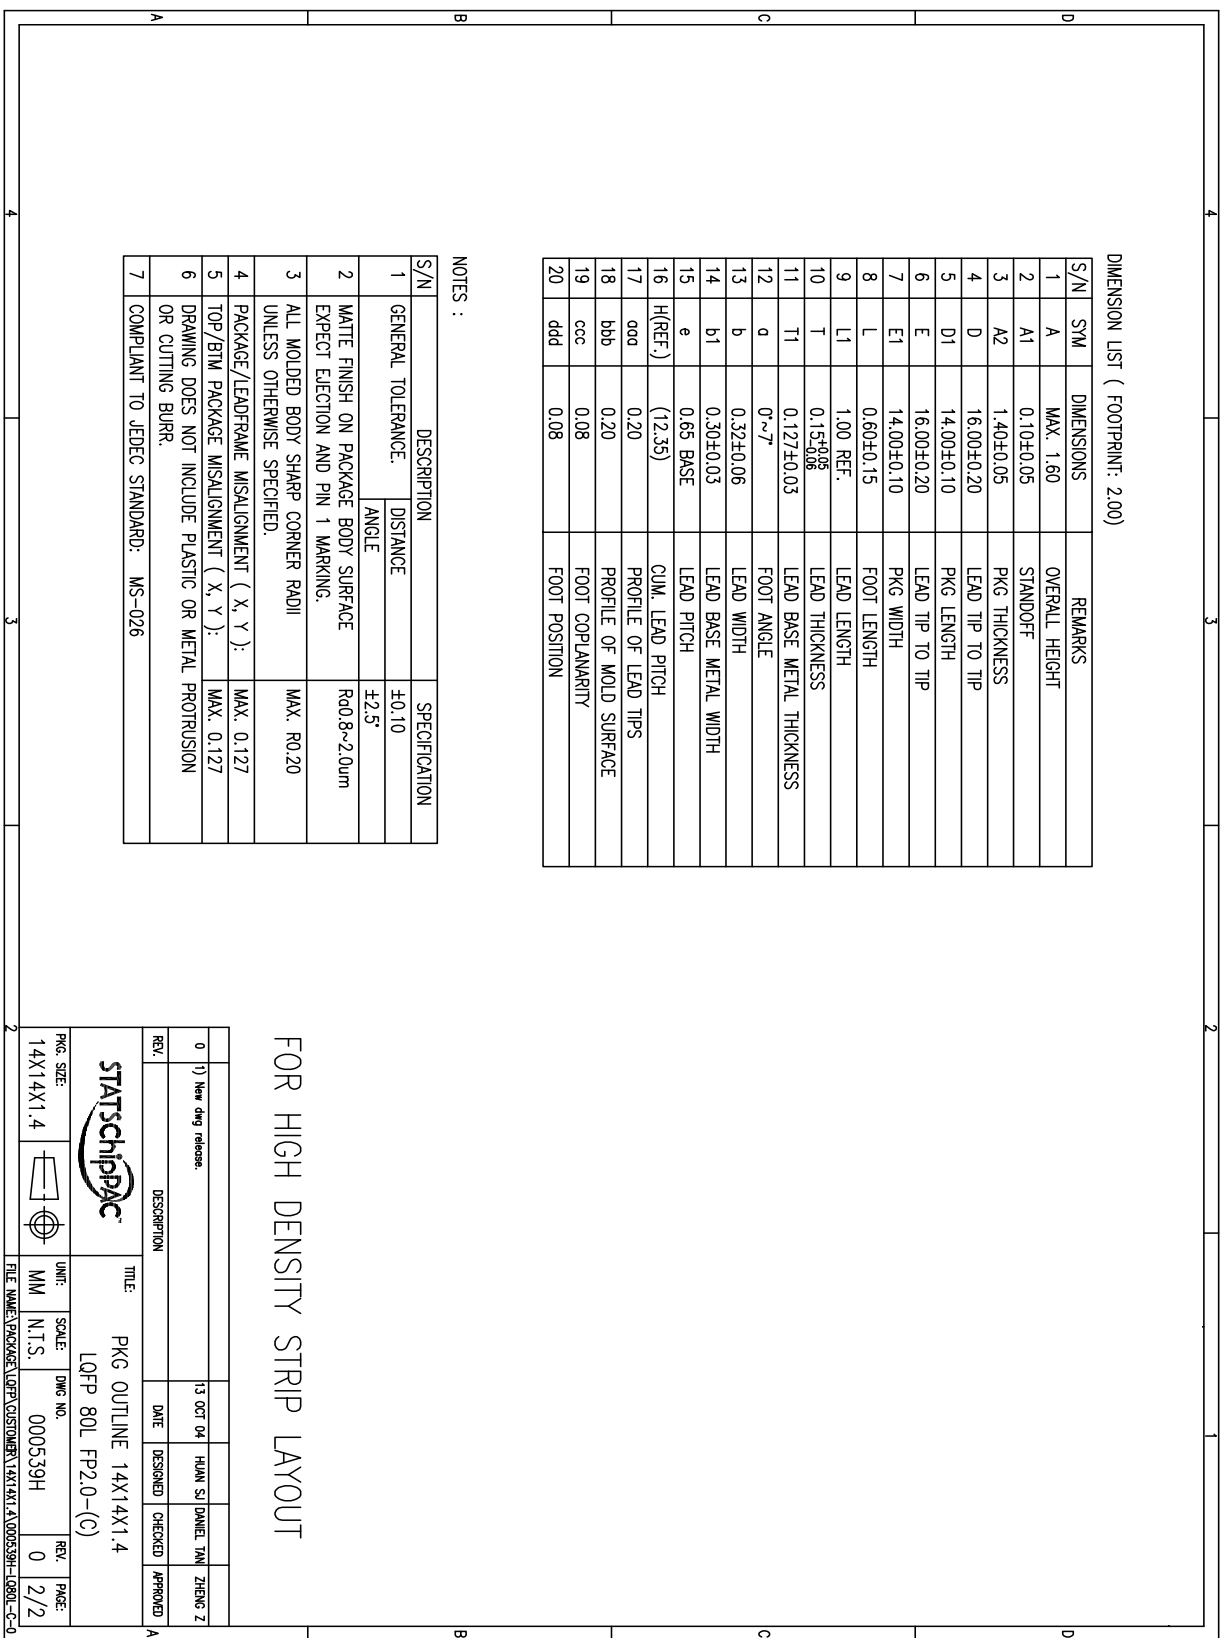 DIMENSION LIST ( FOOTPRINT: 2.00)
S/N SYM DIMENSIONS REMARKS
1 A MAX. 1.60 OVERALL HEIGHT
2 A1 0.10±0.05 STANDOFF
3 A2 1.40±0.05 PKG THICKNESS
4 D 16.00±0.20 LEAD TIP TO TIP
5 D1 14.00±0.10 PKG LENGTH
6 E 16.00±0.20 LEAD TIP TO TIP
7 E1 14.00±0.10 PKG WIDTH
8 L 0.60±0.15 FOOT LENGTH
9 L1 1.00 REF. LEAD LENGTH
10 T 0.15+0.05 -0.06 LEAD THICKNESS
11 T1 0.127±0.03 LEAD BASE METAL THICKNESS
12 a 0°~7° FOOT ANGLE
13 b 0.32±0.06 LEAD WIDTH
14 b1 0.30±0.03 LEAD BASE METAL WIDTH
15 e 0.65 BASE LEAD PITCH
16 H(REF.) (12.35) CUM. LEAD PITCH
17 aaa 0.20 PROFILE OF LEAD TIPS
18 bbb 0.20 PROFILE OF MOLD SURFACE
19 ccc 0.08 FOOT COPLANARITY
20 ddd 0.08 FOOT POSITION
NOTES :
S/N DESCRIPTION SPECIFICATION
1 GENERAL TOLERANCE. DISTANCE ±0.10
ANGLE ±2.5°
2 MATTE FINISH ON PACKAGE BODY SURFACE Ra0.8~2.0um
EXPECT EJECTION AND PIN 1 MARKING.
3 ALL MOLDED BODY SHARP CORNER RADII MAX. R0.20
UNLESS OTHERWISE SPECIFIED.
4 PACKAGE/LEADFRAME MISALIGNMENT ( X, Y ): MAX. 0.127
5 TOP/BTM PACKAGE MISALIGNMENT ( X, Y ): MAX. 0.127
6 DRAWING DOES NOT INCLUDE PLASTIC OR METAL PROTRUSION
OR CUTTING BURR.
7 COMPLIANT TO JEDEC STANDARD: MS-026
FOR HIGH DENSITY STRIP LAYOUT
0 1) New dwg release. 13 OCT 04 HUAN SJ DANIEL TAN ZHENG Z
REV. DESCRIPTION DATE DESIGNED CHECKED APPROVED
STATSChipPAC™
TITLE:
PKG OUTLINE 14X14X1.4
LQFP 80L FP2.0-(C)
PKG. SIZE: UNIT: SCALE: DWG NO. REV. PAGE:
14X14X1.4 MM N.T.S. 000539H 0 2/2
FILE NAME:\PACKAGE\LQFP\CUSTOMER\14X14X1.4\000539H-LQ80L-C-0
4 3 2 1
4 3 2
D C B A
D C B A